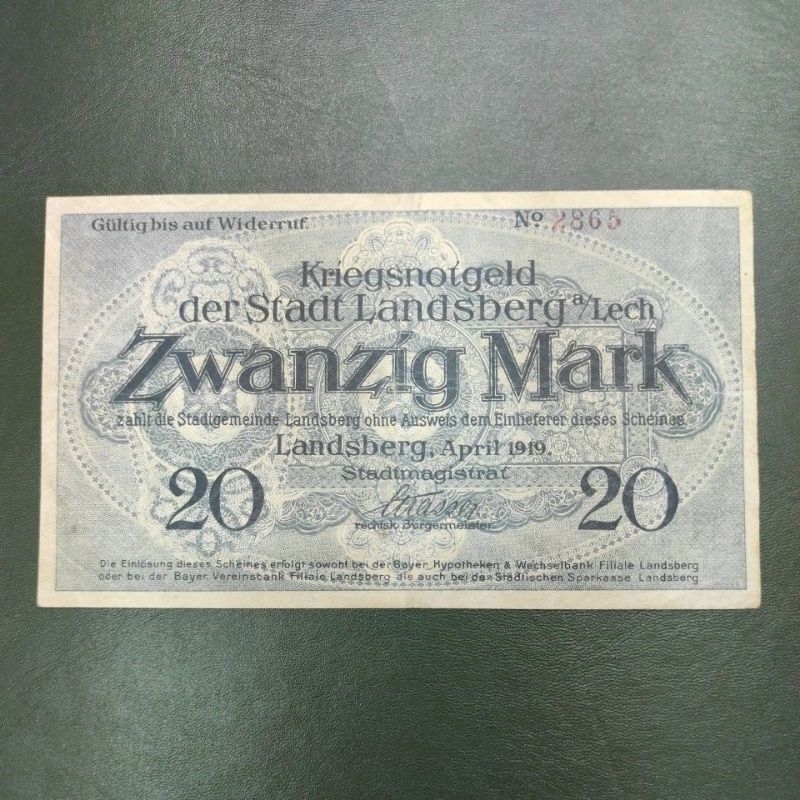 Gültig bis auf Widerruf.
No. 2865
Kriegsnotgeld
der Stadt Landsberg a/Lech
Zwanzig Mark
zahlt die Stadtgemeinde Landsberg ohne Ausweis dem Einlieferer dieses Scheines.
Landsberg, April 1919.
Stadtmagistrat
Strasser
rechtsk. Bürgermeister
20 20
Die Einlösung dieses Scheines erfolgt sowohl bei der Bayer. Hypotheken & Wechselbank Filiale Landsberg
oder bei der Bayer. Vereinsbank Filiale Landsberg als auch bei der Städtischen Sparkasse Landsberg